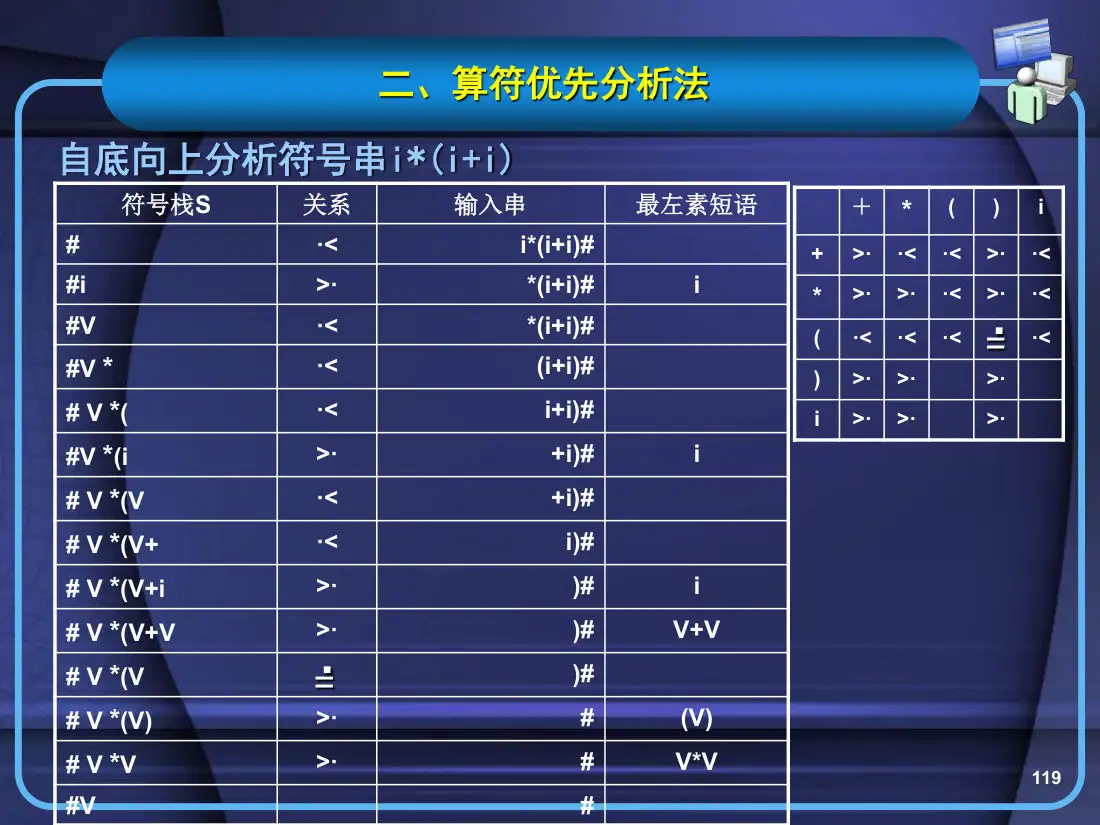 二、算符优先分析法
自底向上分析符号串i*(i+i)
符号栈S 关系 输入串 最左素短语
# ·< i*(i+i)#
#i >· *(i+i)# i
#V ·< *(i+i)#
#V * ·< (i+i)#
# V *( ·< i+i)#
#V *(i >· +i)# i
# V *(V ·< +i)#
# V *(V+ ·< i)#
# V *(V+i >· )# i
# V *(V+V >· )# V+V
# V *(V ≐ )#
# V *(V) >· # (V)
# V *V >· # V*V
#V #
＋ * ( ) i
+ >· ·< ·< >· ·<
* >· >· ·< >· ·<
( ·< ·< ·< ≐ ·<
) >· >· >·
i >· >· >·
119